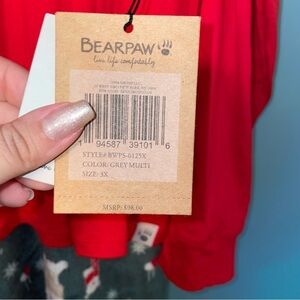 BEARPAW
live life comfortably
1 94587 39101 6
STYLE# BWPS-0125X
COLOR: GREY MULTI
SIZE: 3X
MSRP: $98.00